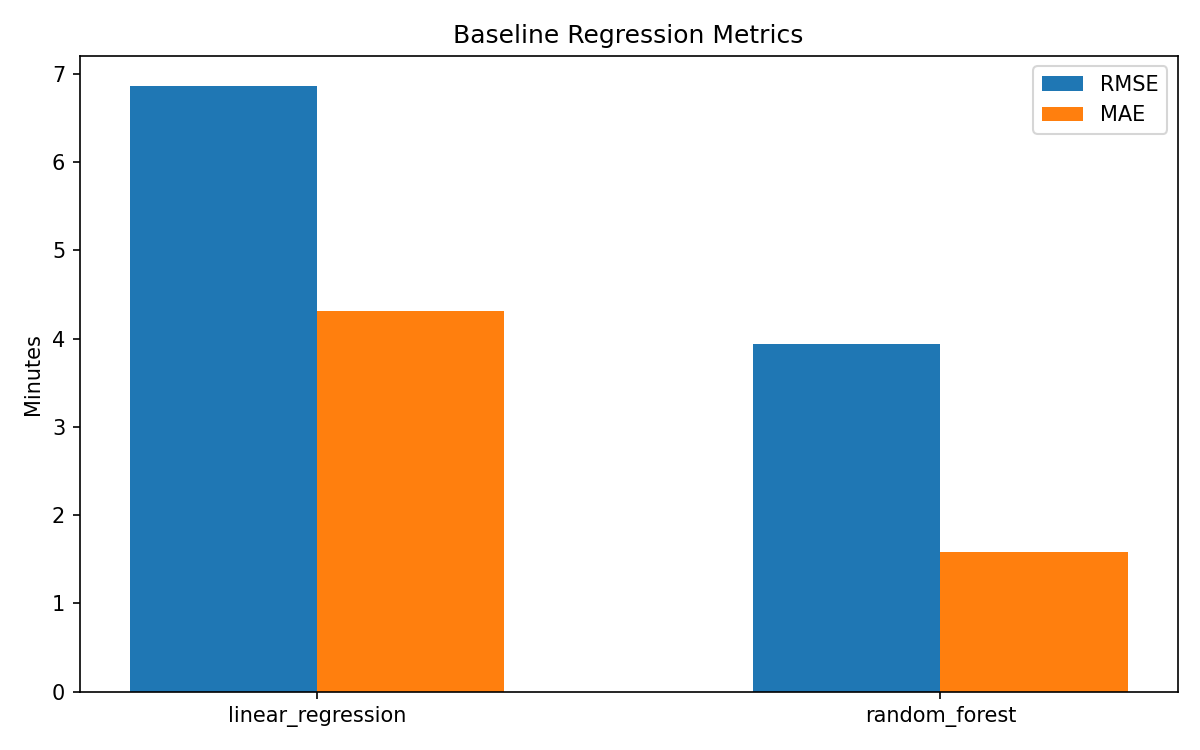 Baseline Regression Metrics
RMSE
MAE
Minutes
7
6
5
4
3
2
1
0
linear_regression
random_forest